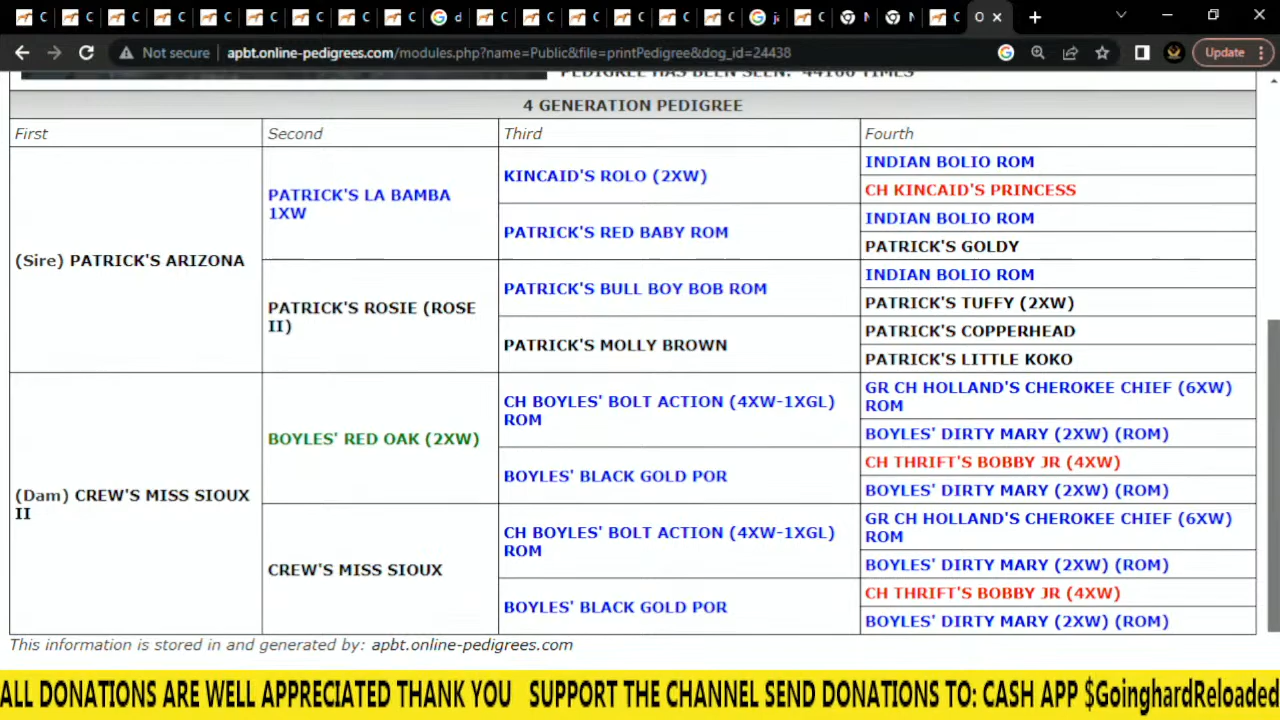 C
C
C
C
C
C
C
C
C
d
C
C
C
C
C
C
C
O
Not secure
apbt.online-pedigrees.com/modules.php?name=Public&file=printPedigree&dog_id=24438
Update
PEDIGREE HAS BEEN SEEN: 44160 TIMES
4 GENERATION PEDIGREE
First
Second
Third
Fourth
(Sire) PATRICK'S ARIZONA
PATRICK'S LA BAMBA
1XW
KINCAID'S ROLO (2XW)
INDIAN BOLIO ROM
CH KINCAID'S PRINCESS
PATRICK'S RED BABY ROM
INDIAN BOLIO ROM
PATRICK'S GOLDY
PATRICK'S ROSIE (ROSE
II)
PATRICK'S BULL BOY BOB ROM
INDIAN BOLIO ROM
PATRICK'S TUFFY (2XW)
PATRICK'S MOLLY BROWN
PATRICK'S COPPERHEAD
PATRICK'S LITTLE KOKO
(Dam) CREW'S MISS SIOUX
II
BOYLES' RED OAK (2XW)
CH BOYLES' BOLT ACTION (4XW-1XGL)
ROM
GR CH HOLLAND'S CHEROKEE CHIEF (6XW)
ROM
BOYLES' DIRTY MARY (2XW) (ROM)
BOYLES' BLACK GOLD POR
CH THRIFT'S BOBBY JR (4XW)
BOYLES' DIRTY MARY (2XW) (ROM)
CREW'S MISS SIOUX
CH BOYLES' BOLT ACTION (4XW-1XGL)
ROM
GR CH HOLLAND'S CHEROKEE CHIEF (6XW)
ROM
BOYLES' DIRTY MARY (2XW) (ROM)
BOYLES' BLACK GOLD POR
CH THRIFT'S BOBBY JR (4XW)
BOYLES' DIRTY MARY (2XW) (ROM)
This information is stored in and generated by: apbt.online-pedigrees.com
ALL DONATIONS ARE WELL APPRECIATED THANK YOU SUPPORT THE CHANNEL SEND DONATIONS TO: CASH APP $GoinghardReloaded